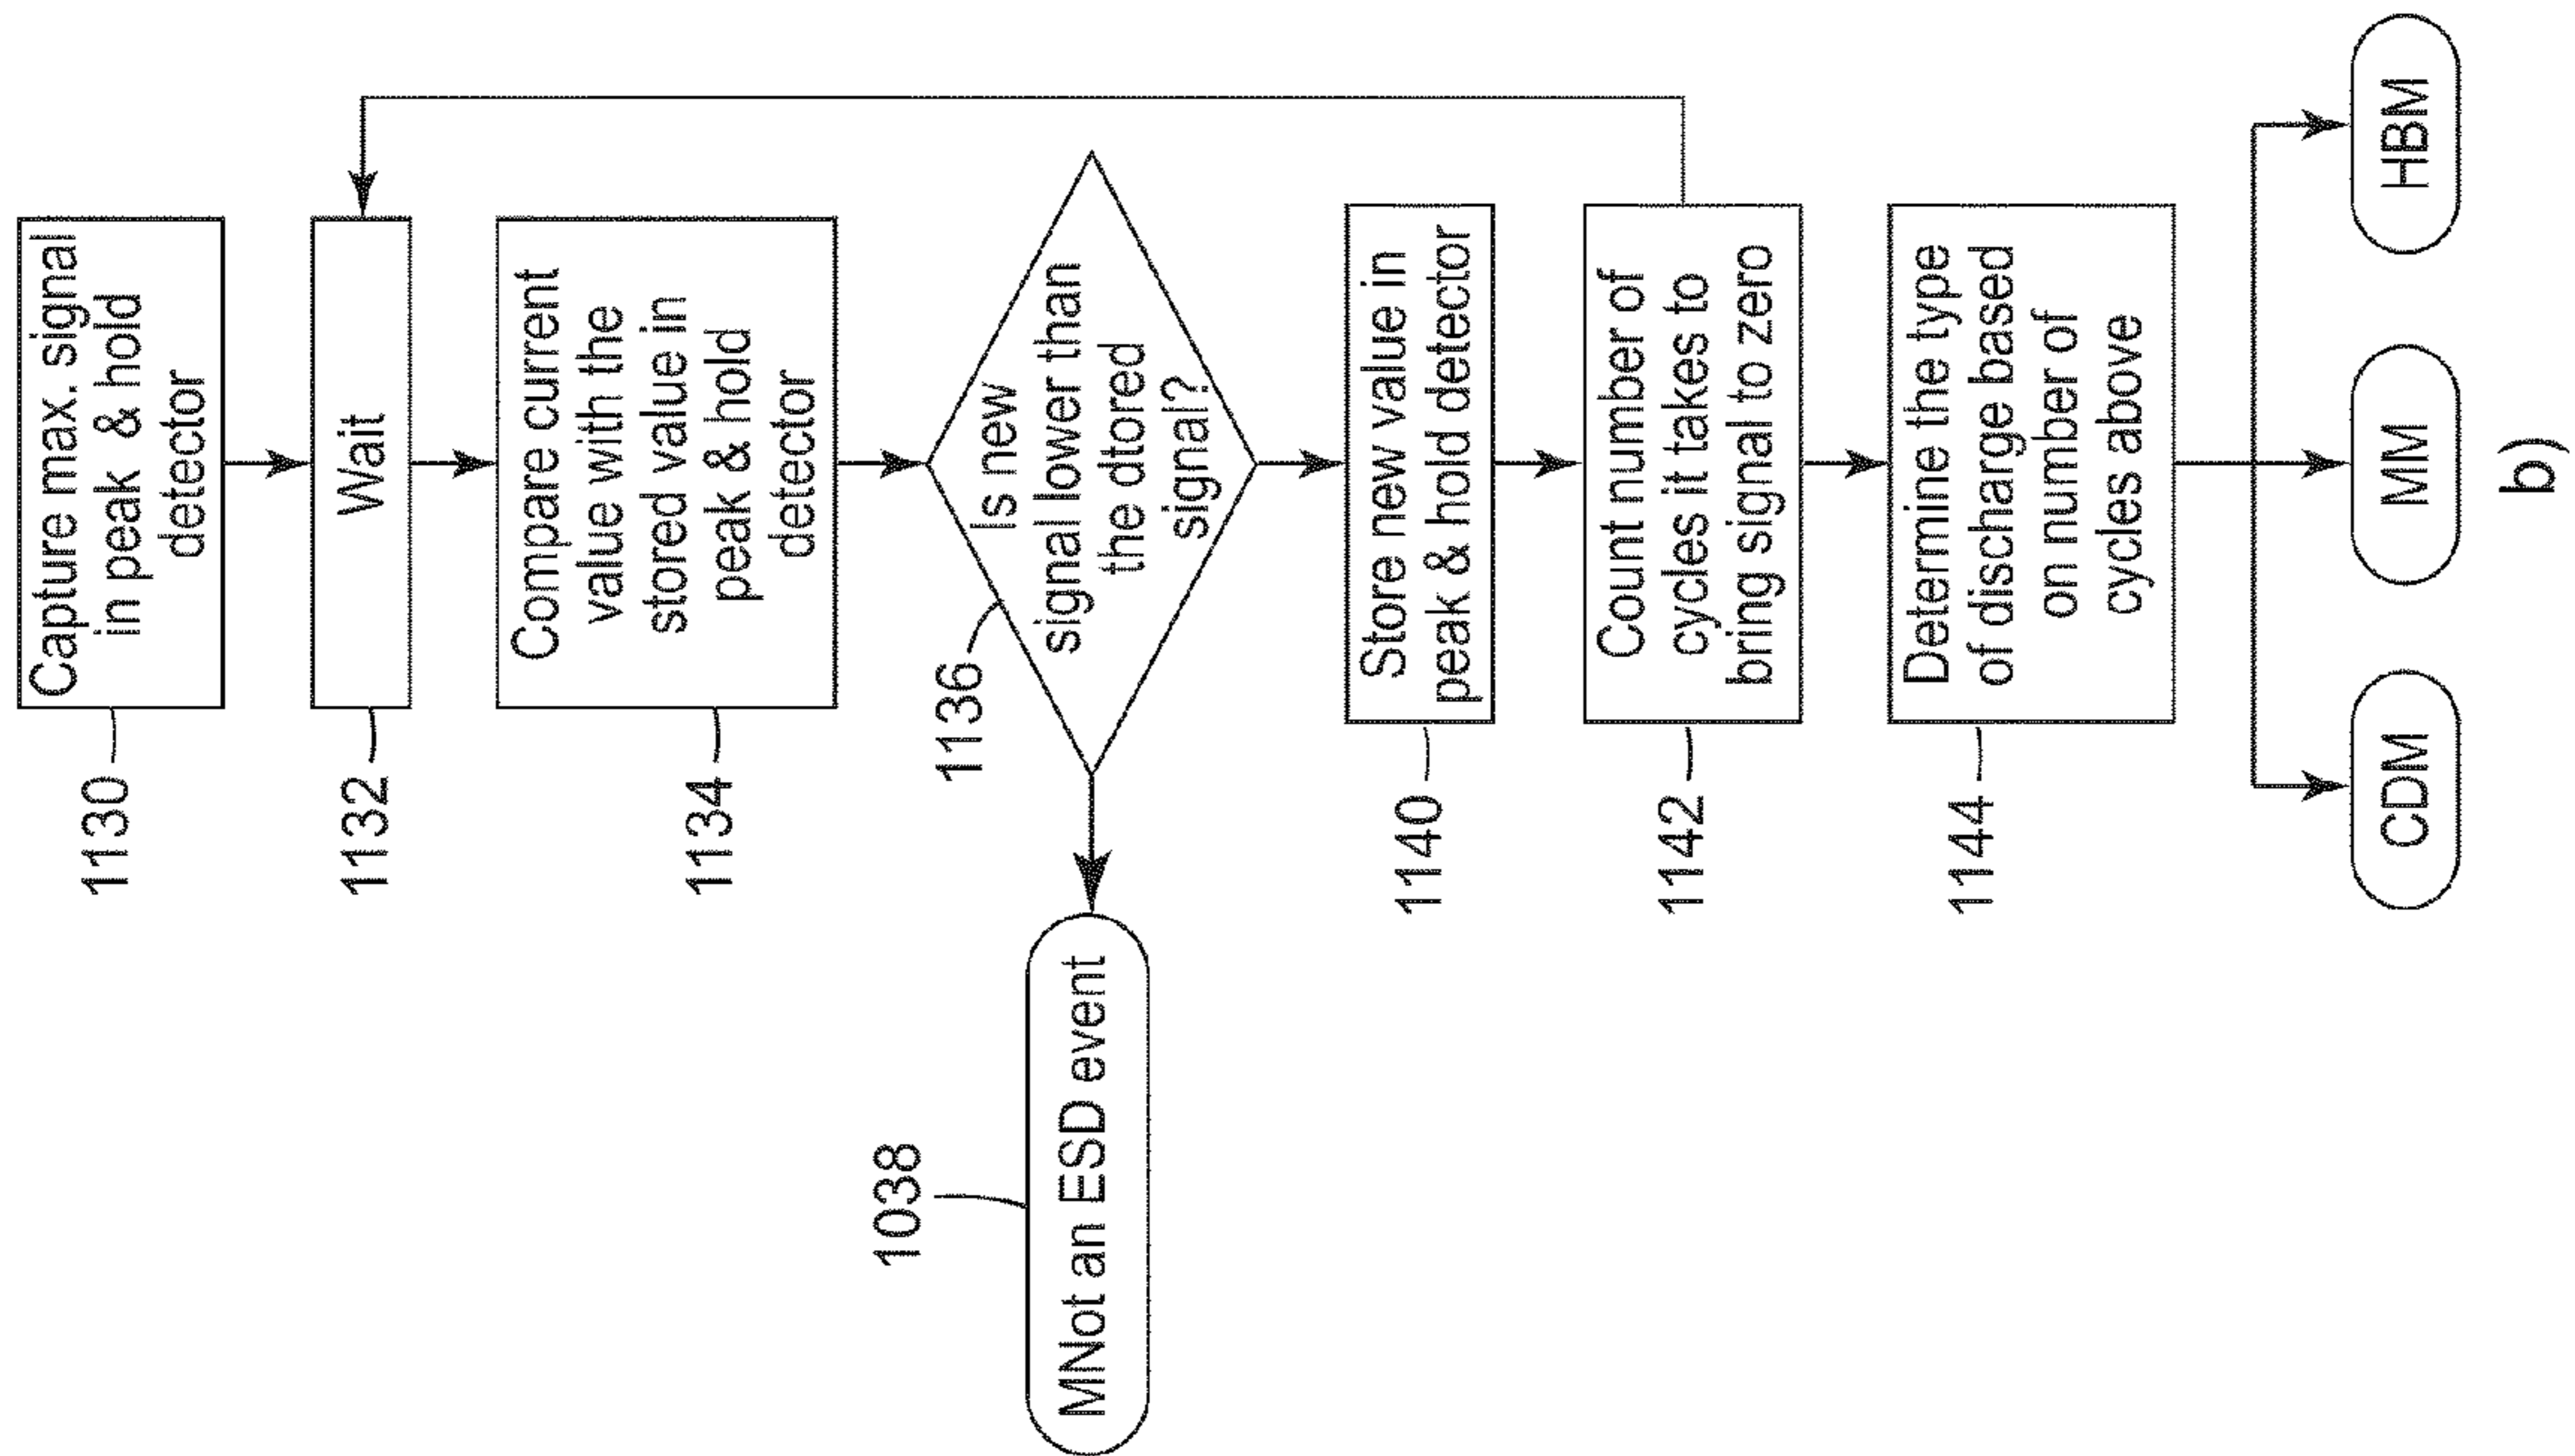 1130
Capture max. signal
in peak & hold
detector
1132
Wait
1134
Compare current
value with the
stored value in
peak & hold
detector
1136
Is new
signal lower than
the dtored
signal?
1038
MNot an ESD event
1140
Store new value in
peak & hold detector
1142
Count number of
cycles it takes to
bring signal to zero
1144
Determine the type
of discharge based
on number of
cycles above
CDM
MM
HBM
b)